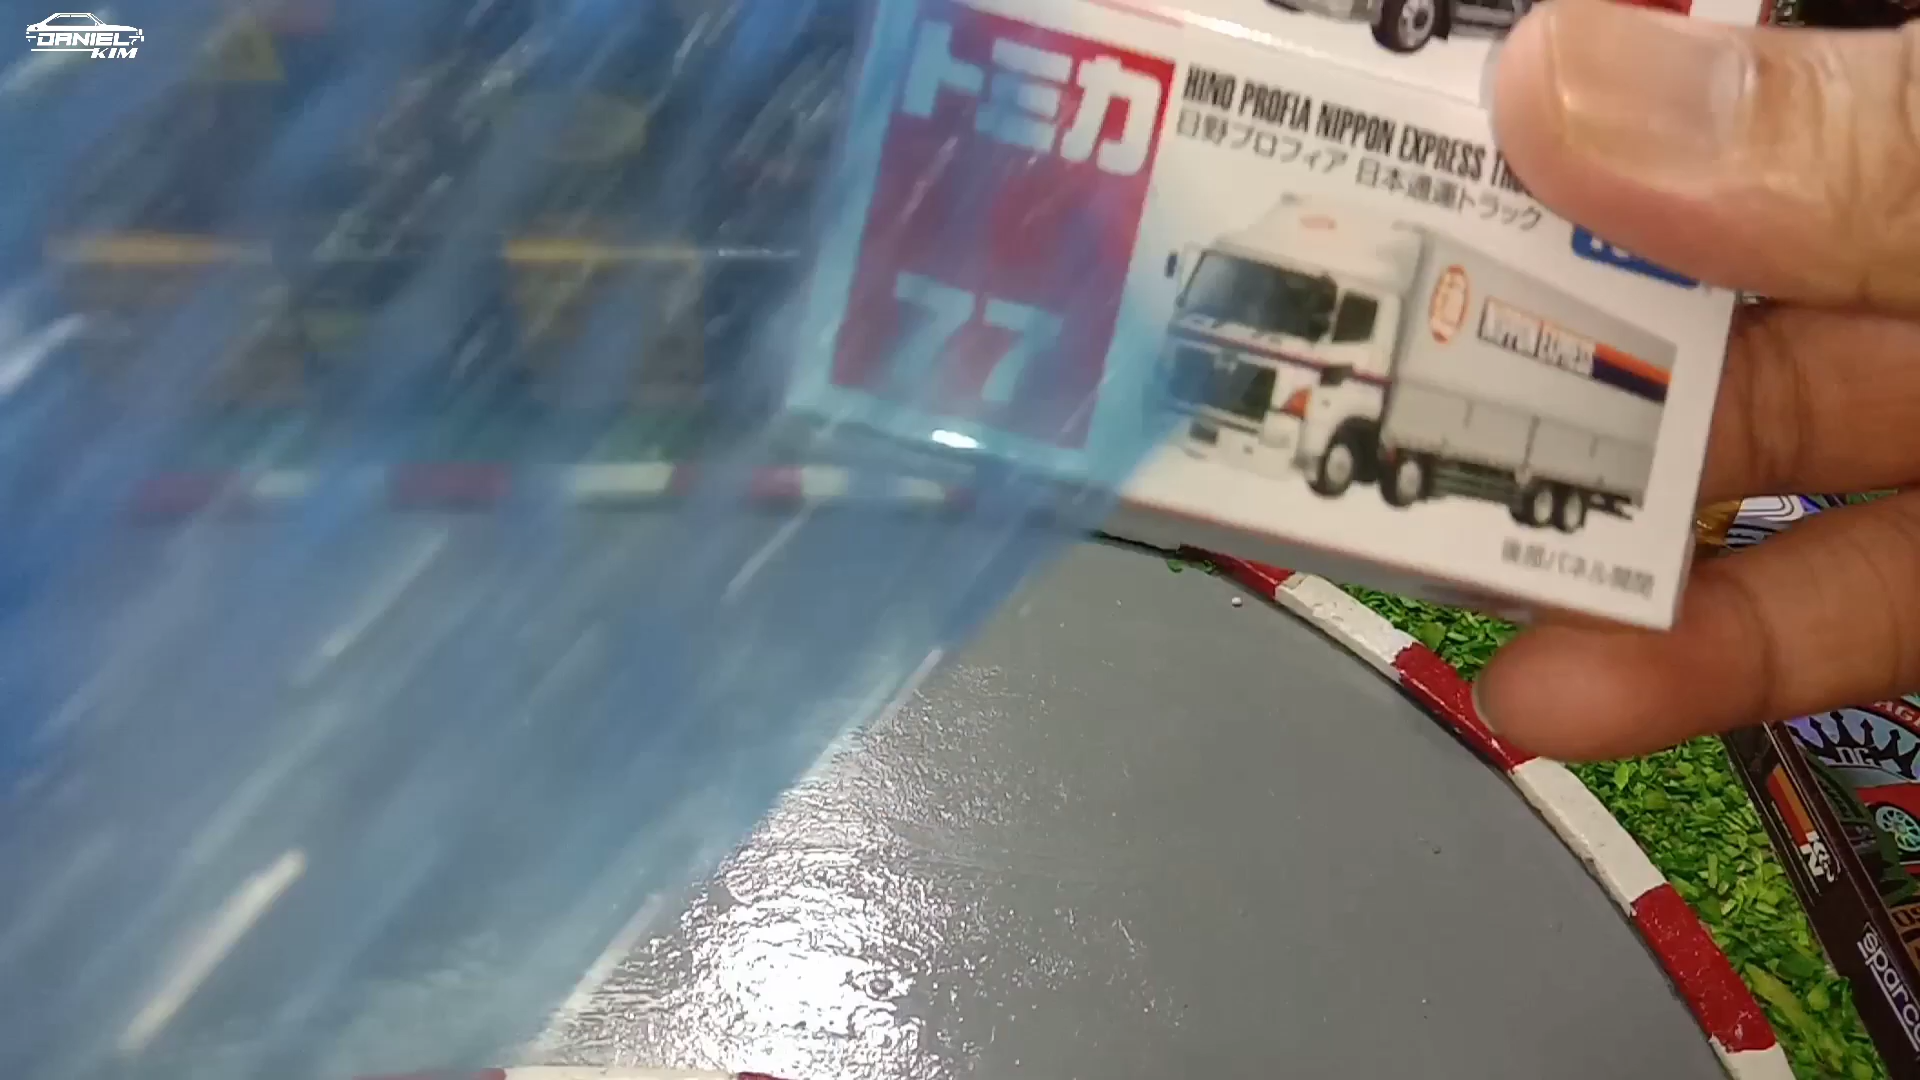 DANIEL
KIM
トミカ
77
HINO PROFIA NIPPON EXPRESS
日野プロフィア 日本通運トラック
NIPPON EXPRESS
後部パネル開閉
K&N
sparco